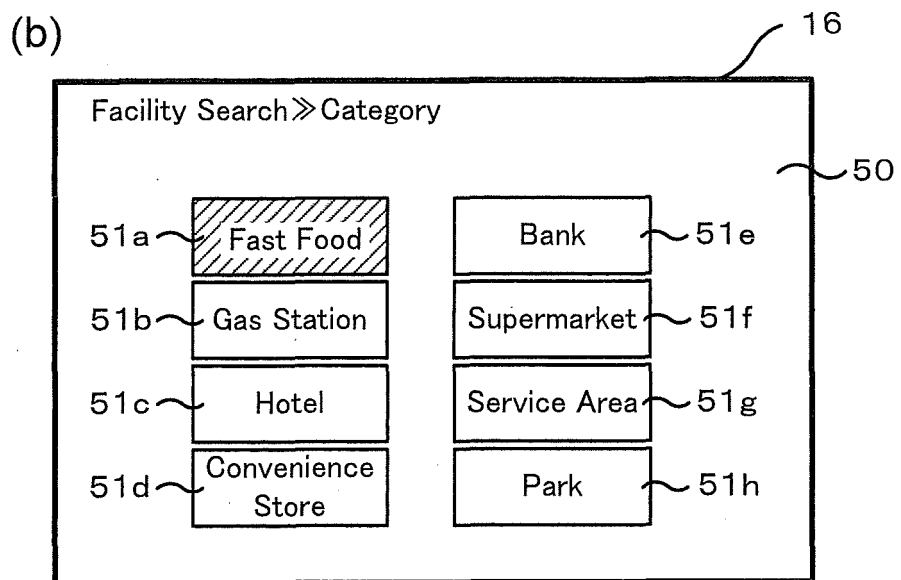 (b)
16
Facility Search≫Category
50
51a Fast Food Bank 51e
51b Gas Station Supermarket 51f
51c Hotel Service Area 51g
51d Convenience Store Park 51h